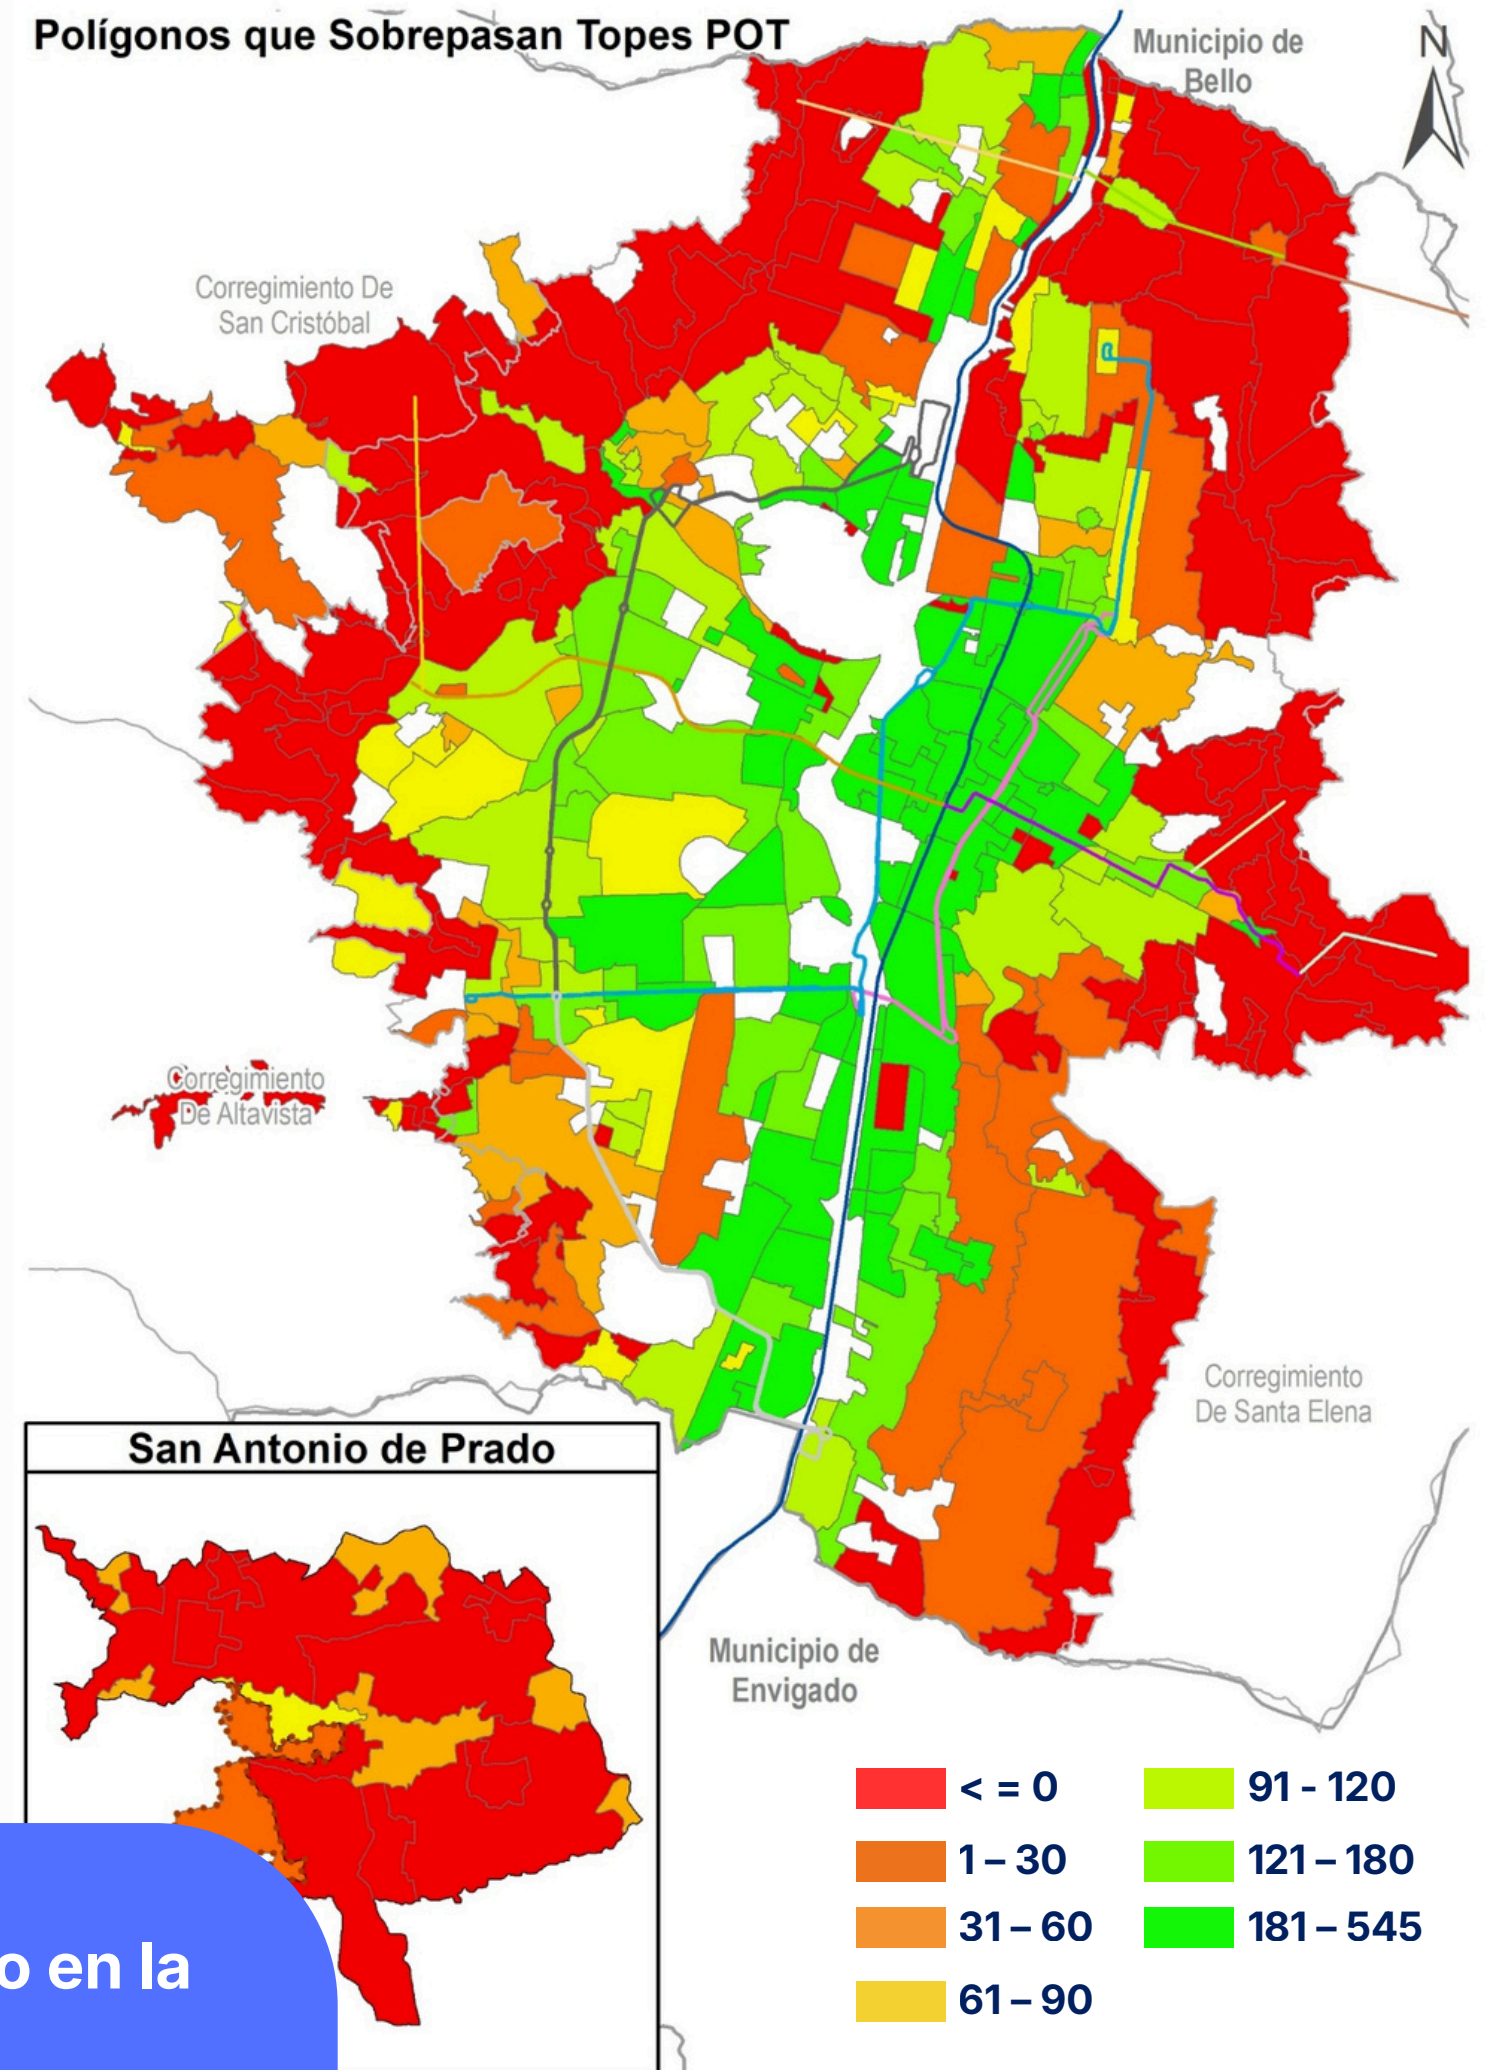 Polígonos que Sobrepasan Topes POT
Municipio de
Bello
N
Corregimiento De
San Cristóbal
Corregimiento
De Altavista
Corregimiento
De Santa Elena
San Antonio de Prado
Municipio de
Envigado
< = 0
1 – 30
31 – 60
61 – 90
91 - 120
121 – 180
181 – 545
o en la